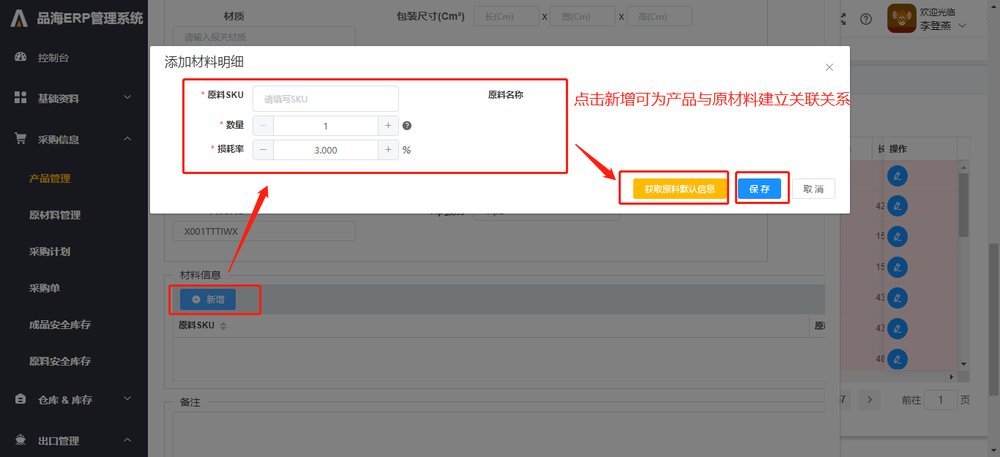 品海ERP管理系统
控制台
基础资料
采购信息
产品管理
原材料管理
采购计划
采购单
成品安全库存
原料安全库存
仓库 & 库存
出口管理
材质
包装尺寸(Cm³)
长(Cm) x 宽(Cm) x 高(Cm)
请输入报关材质
欢迎光临
李登燕
添加材料明细
* 原料SKU
请填写SKU
原料名称
* 数量
1
* 损耗率
3.000
%
点击新增可为产品与原材料建立关联关系
获取原料默认信息
保 存
取 消
X001TTTIWX
材料信息
新增
原料SKU
备注
长
操作
42
15
15
43
43
48
前往 1 页